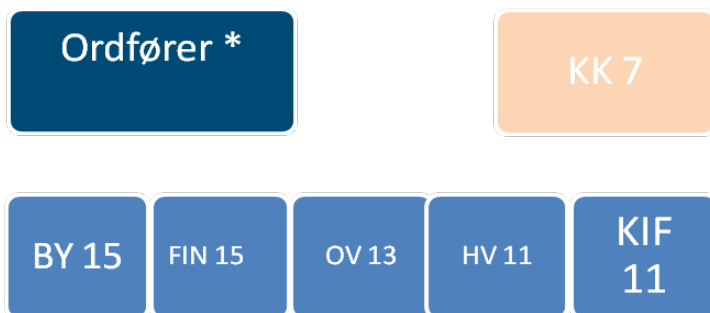 Ordfører *
KK 7
BY 15
FIN 15
OV 13
HV 11
KIF
11